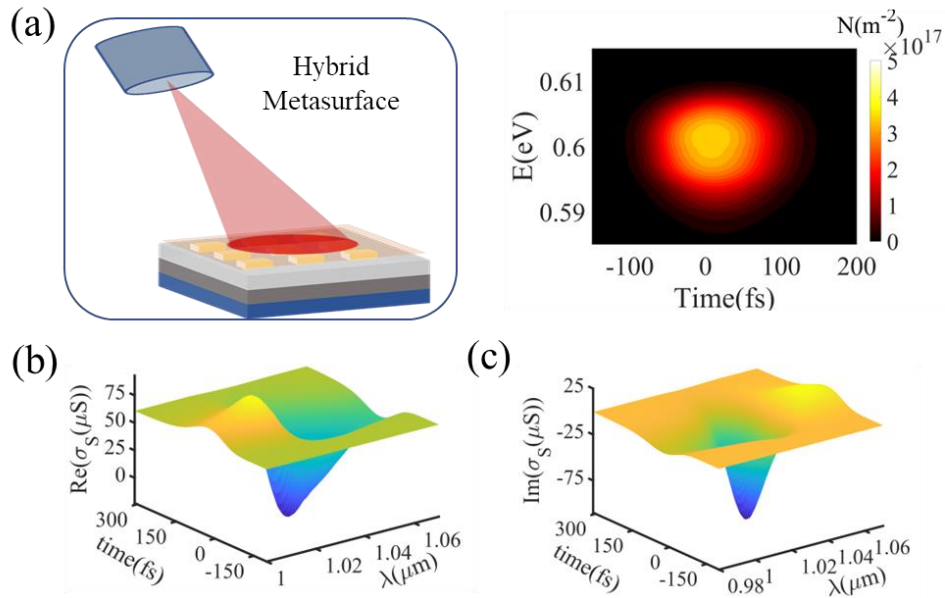 (a)
Hybrid
Metasurface
N(m⁻²)
×10¹⁷
5
4
3
2
1
0
E(eV)
0.61
0.6
0.59
-100 0 100 200
Time(fs)
(b)
Re(σS(μS))
75
50
25
0
300
150
0
-150
time(fs)
1
1.02
1.04
1.06
λ(μm)
(c)
Im(σS(μS))
25
-25
-75
300
150
0
-150
time(fs)
0.98
1
1.02
1.04
1.06
λ(μm)